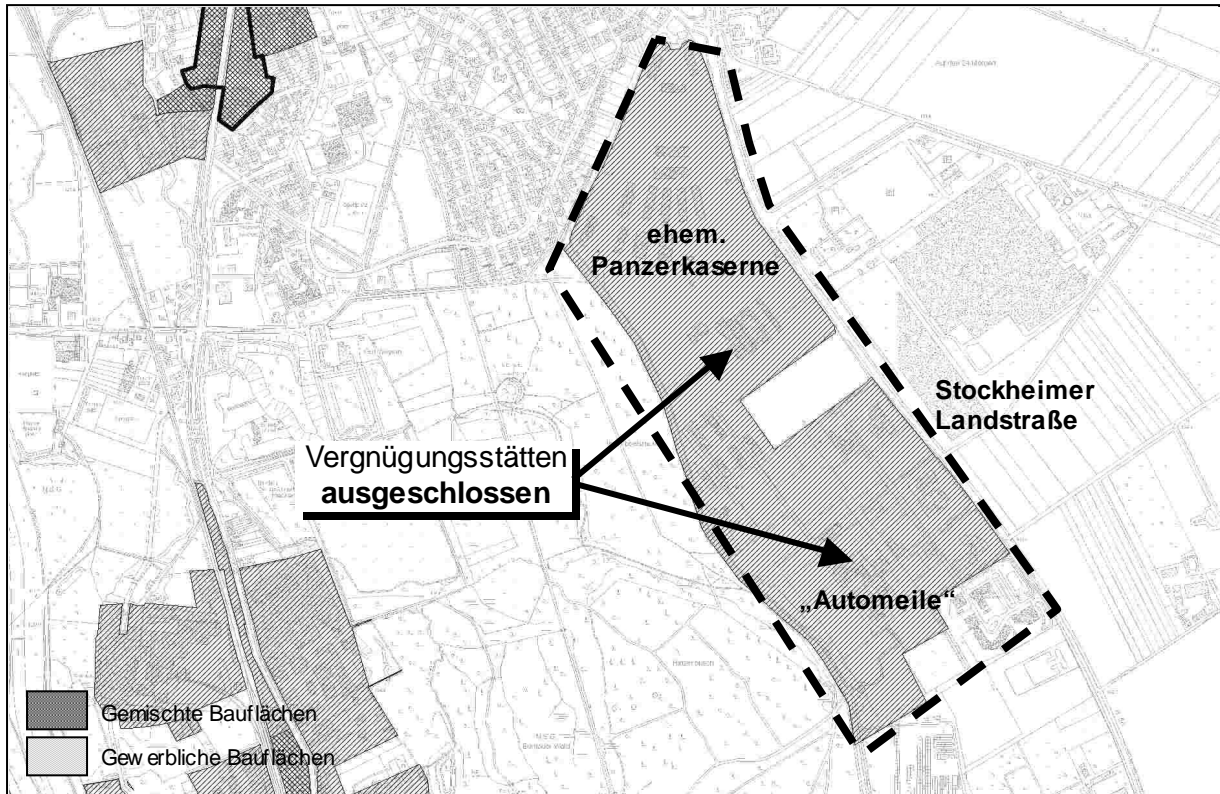 ehem.
Panzerkaserne
Stockheimer
Landstraße
Vergnügungsstätten
ausgeschlossen
„Automeile“
Gemischte Bauflächen
Gewerbliche Bauflächen